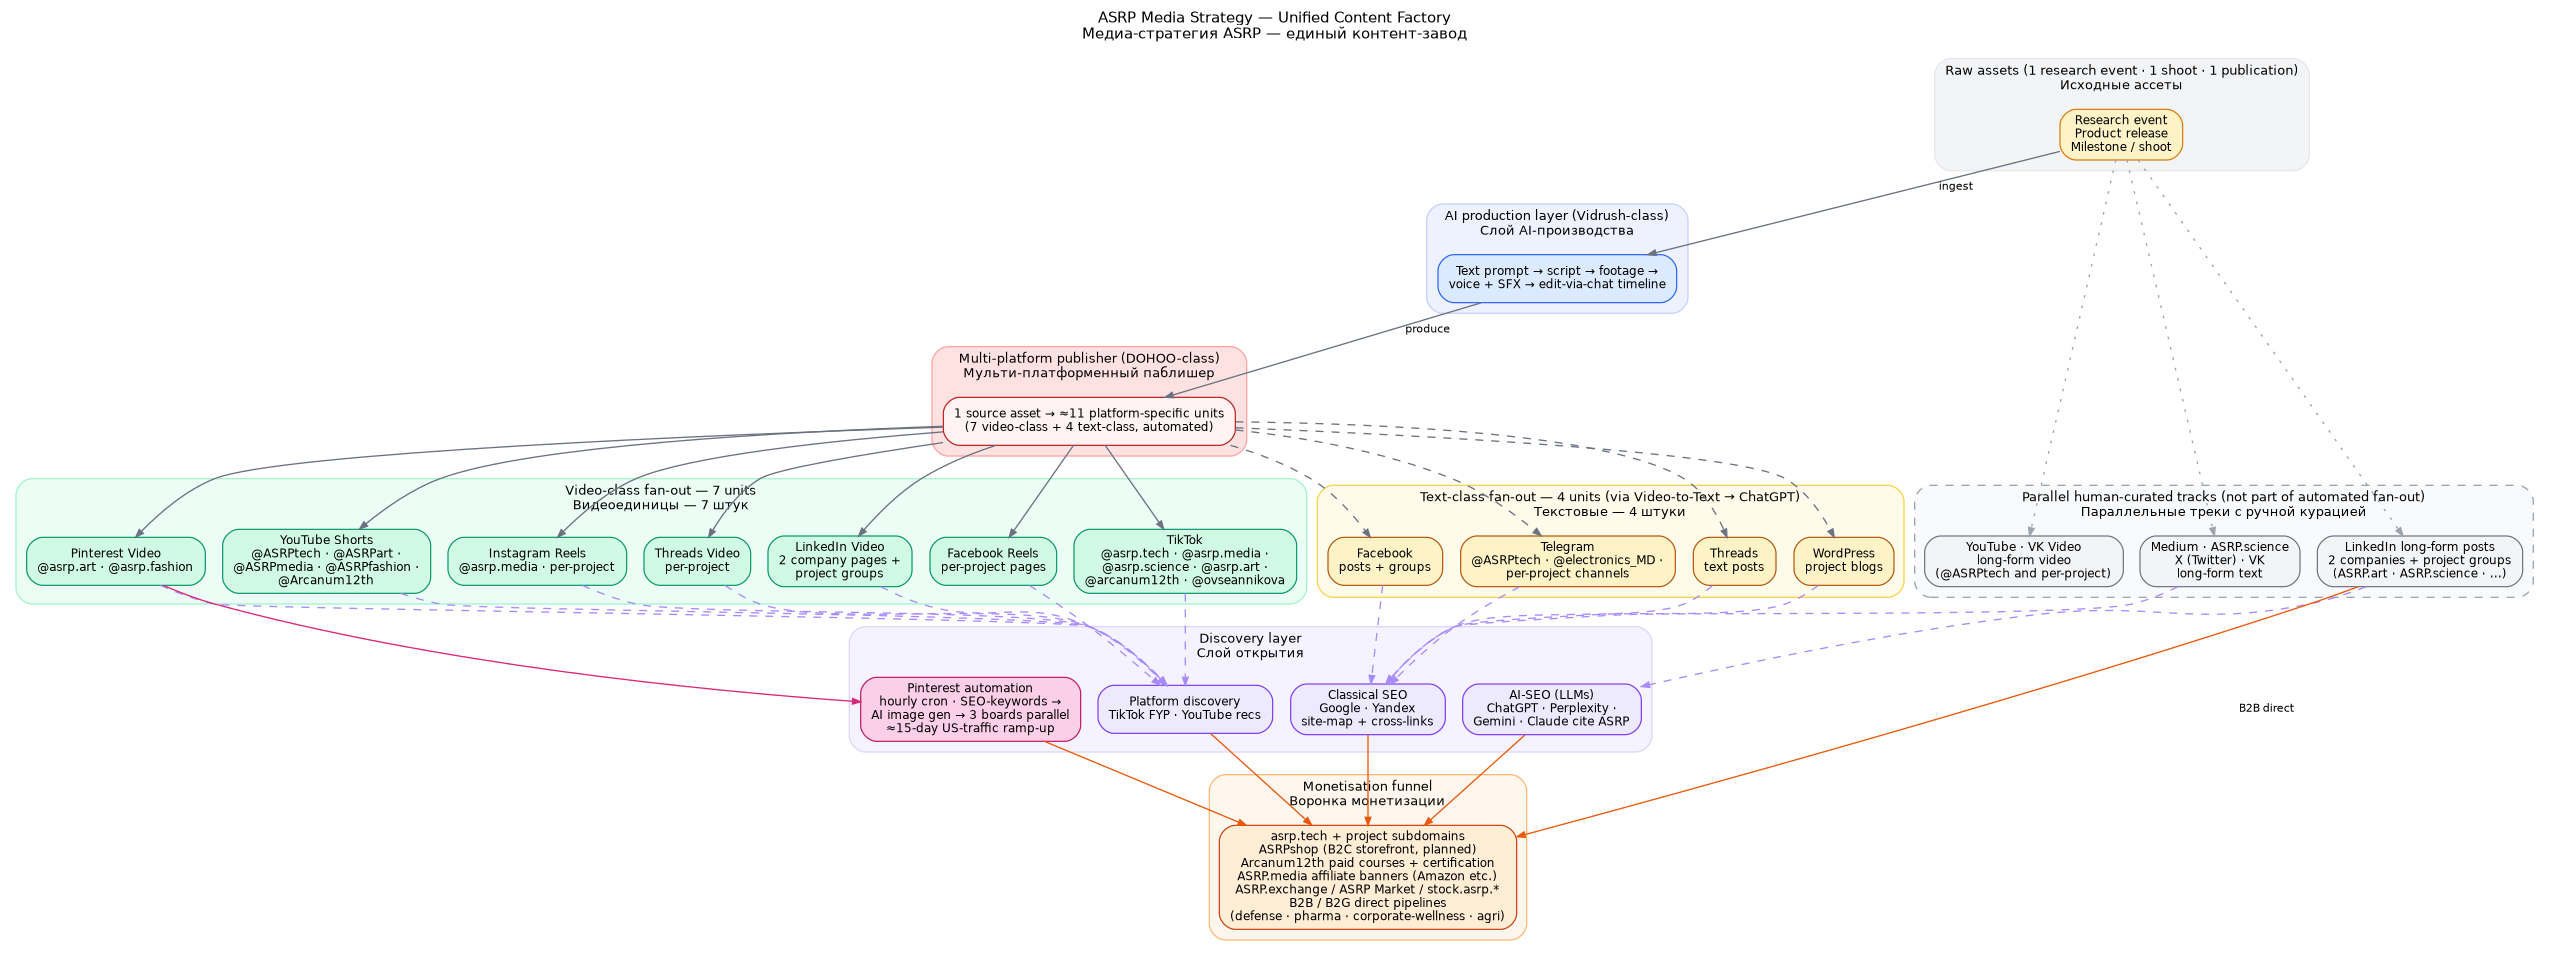 ASRP Media Strategy — Unified Content Factory
Медиа-стратегия ASRP — единый контент-завод
Raw assets (1 research event · 1 shoot · 1 publication)
Исходные ассеты
Research event
Product release
Milestone / shoot
ingest
AI production layer (Vidrush-class)
Слой AI-производства
Text prompt → script → footage →
voice + SFX → edit-via-chat timeline
produce
Multi-platform publisher (DOHOO-class)
Мульти-платформенный паблишер
1 source asset → ≈11 platform-specific units
(7 video-class + 4 text-class, automated)
Video-class fan-out — 7 units
Видеоединицы — 7 штук
Pinterest Video
@asrp.art · @asrp.fashion
YouTube Shorts
@ASRPtech · @ASRPart ·
@ASRPmedia · @ASRPfashion ·
@Arcanum12th
Instagram Reels
@asrp.media · per-project
Threads Video
per-project
LinkedIn Video
2 company pages +
project groups
Facebook Reels
per-project pages
TikTok
@asrp.tech · @asrp.media ·
@asrp.science · @asrp.art ·
@arcanum12th · @ovseannikova
Text-class fan-out — 4 units (via Video-to-Text → ChatGPT)
Текстовые — 4 штуки
Facebook
posts + groups
Telegram
@ASRPtech · @electronics_MD ·
per-project channels
Threads
text posts
WordPress
project blogs
Parallel human-curated tracks (not part of automated fan-out)
Параллельные треки с ручной курацией
YouTube · VK Video
long-form video
(@ASRPtech and per-project)
Medium · ASRP.science
X (Twitter) · VK
long-form text
LinkedIn long-form posts
2 companies + project groups
(ASRP.art · ASRP.science · ...)
Discovery layer
Слой открытия
Pinterest automation
hourly cron · SEO-keywords →
AI image gen → 3 boards parallel
≈15-day US-traffic ramp-up
Platform discovery
TikTok FYP · YouTube recs
Classical SEO
Google · Yandex
site-map + cross-links
AI-SEO (LLMs)
ChatGPT · Perplexity ·
Gemini · Claude cite ASRP
B2B direct
Monetisation funnel
Воронка монетизации
asrp.tech + project subdomains
ASRPshop (B2C storefront, planned)
Arcanum12th paid courses + certification
ASRP.media affiliate banners (Amazon etc.)
ASRP.exchange / ASRP Market / stock.asrp.*
B2B / B2G direct pipelines
(defense · pharma · corporate-wellness · agri)